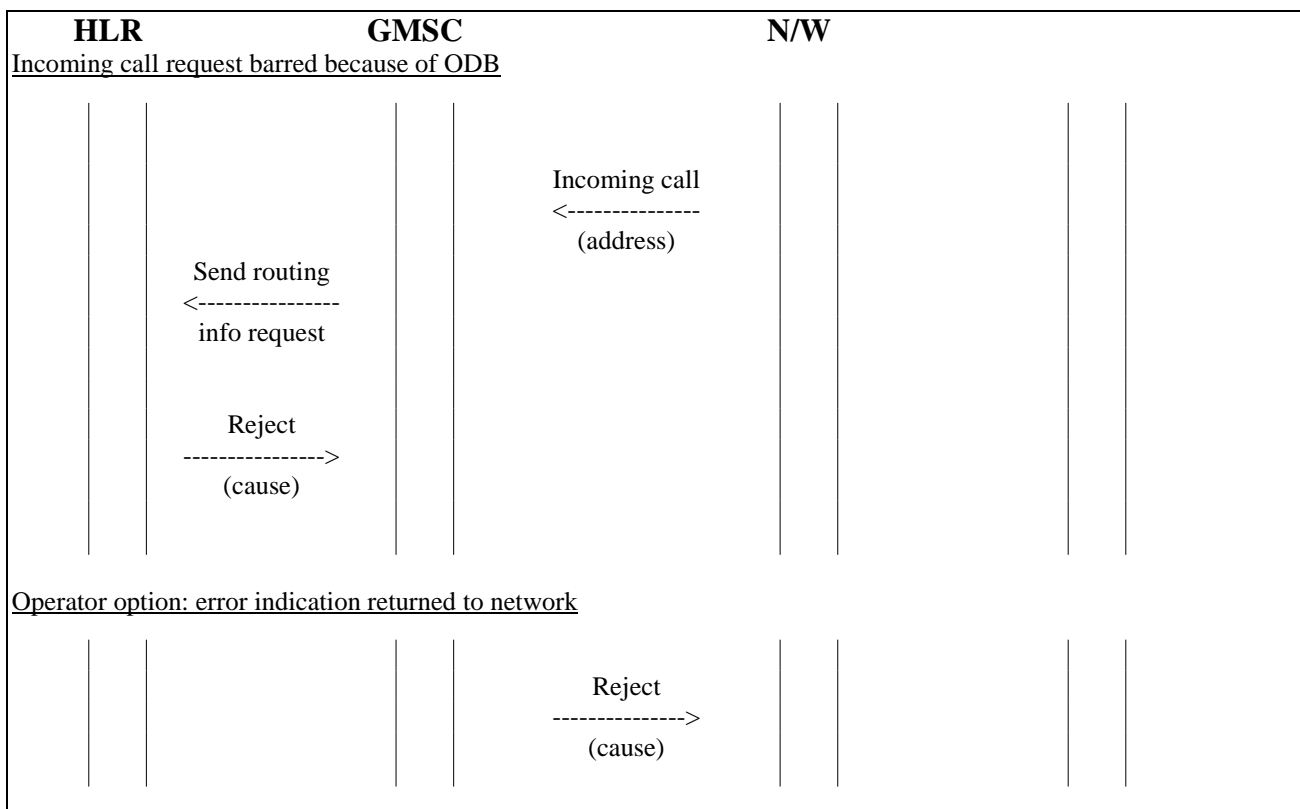 HLR GMSC N/W
Incoming call request barred because of ODB
Incoming call
<---------------
(address)
Send routing
<----------------
info request
Reject
---------------->
(cause)
Operator option: error indication returned to network
Reject
--------------->
(cause)